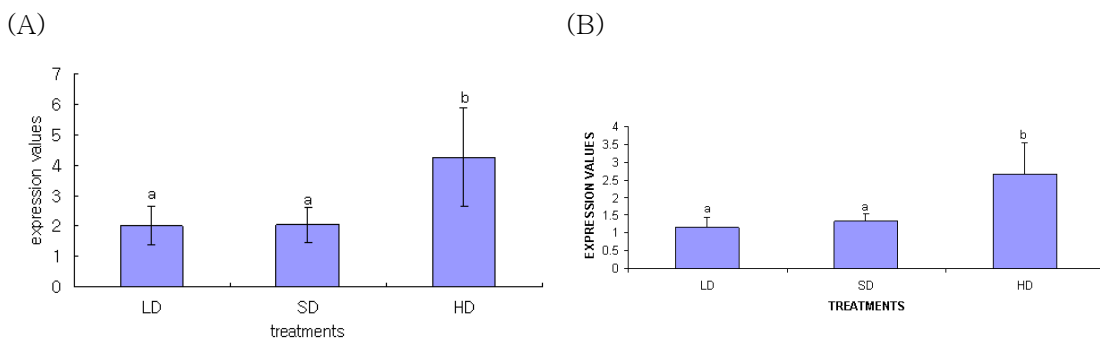 (A)
7
6
5
4
3
2
1
0
expression values
a
a
b
LD SD HD
treatments
(B)
4
3.5
3
2.5
2
1.5
1
0.5
0
EXPRESSION VALUES
a
a
b
LD SD HD
TREATMENTS